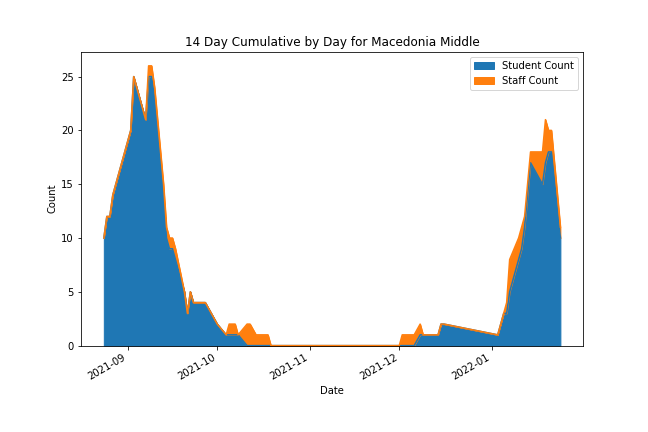 14 Day Cumulative by Day for Macedonia Middle
Student Count
Staff Count
Count
25
20
15
10
5
0
2021-09
2021-10
2021-11
2021-12
2022-01
Date